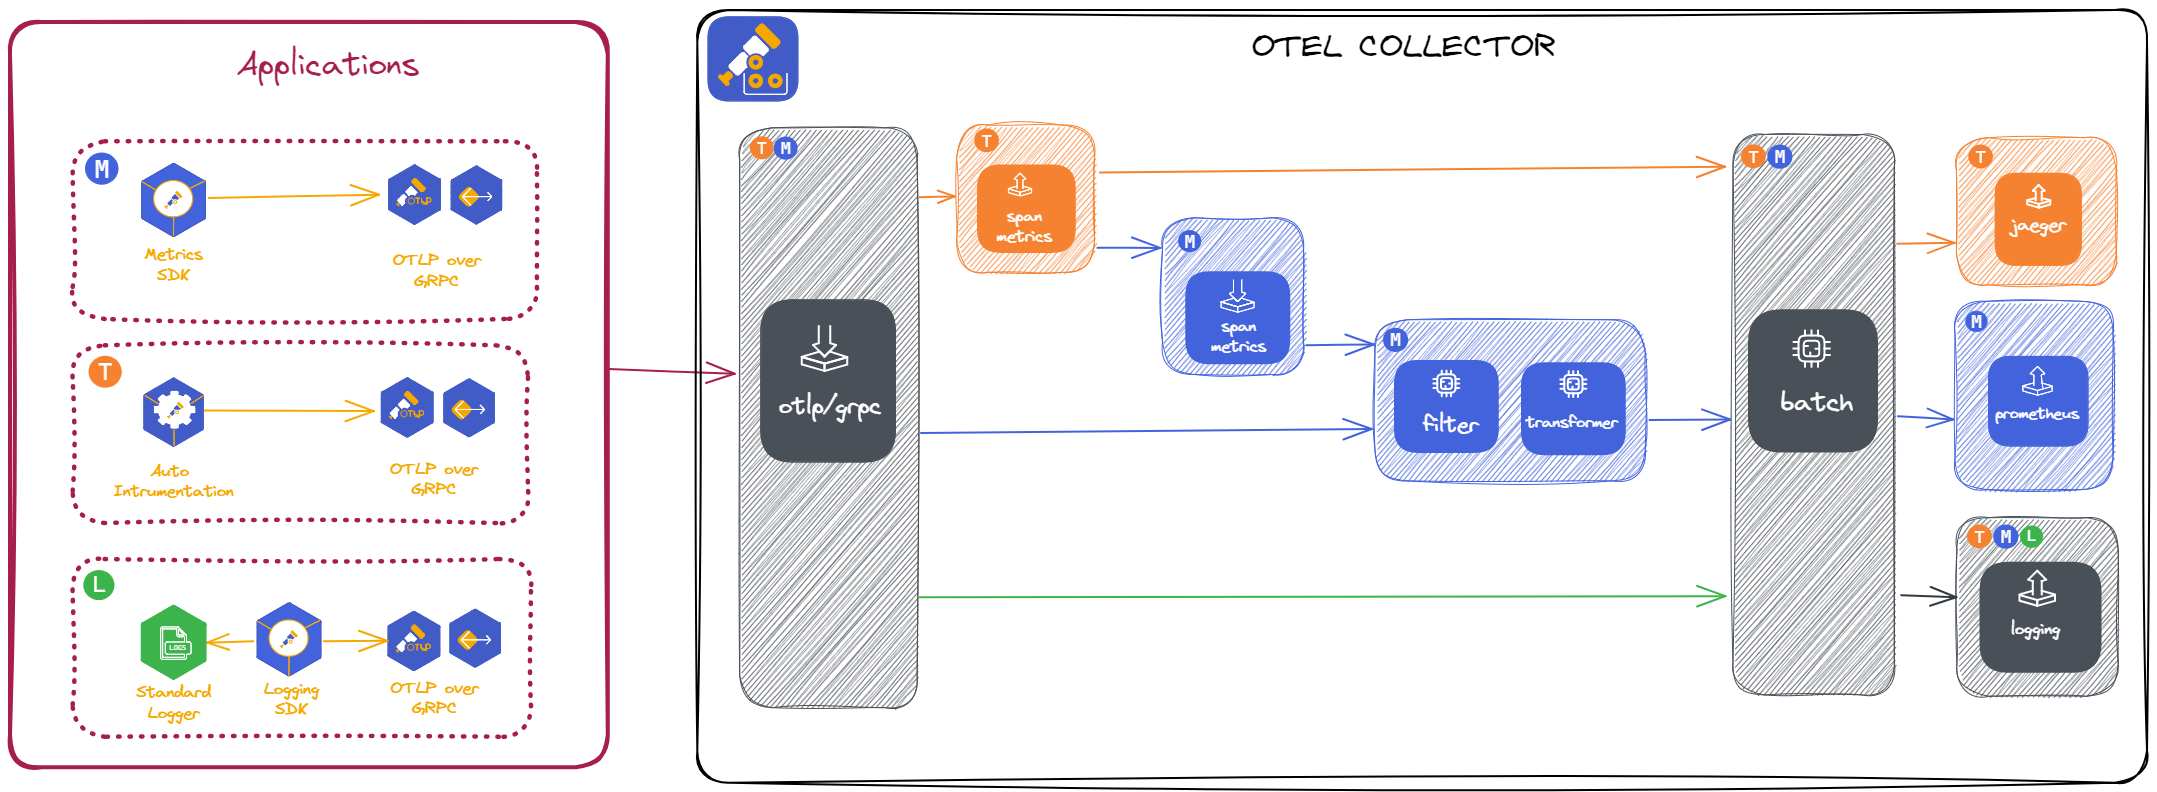 Applications
M
Metrics
SDK
OTLP
OTLP over
GRPC
T
Auto
Intrumentation
OTLP
OTLP over
GRPC
L
LOGS
Standard
Logger
Logging
SDK
OTLP
OTLP over
GRPC
OTEL COLLECTOR
T M
otlp/grpc
T
span
metrics
M
span
metrics
M
filter
transformer
T M
batch
T
jaeger
M
prometheus
T M L
logging